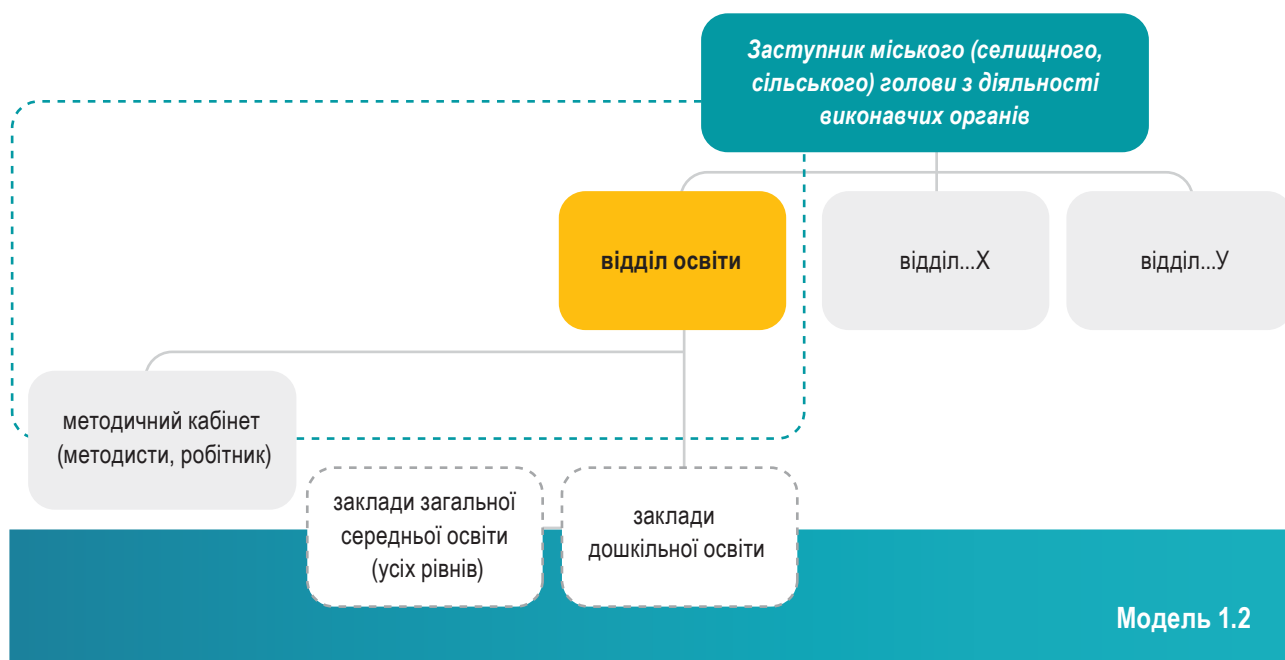 Заступник міського (селищного,
сільського) голови з діяльності
виконавчих органів
відділ освіти
відділ...Х
відділ...У
методичний кабінет
(методисти, робітник)
заклади загальної
середньої освіти
(усіх рівнів)
заклади
дошкільної освіти
Модель 1.2